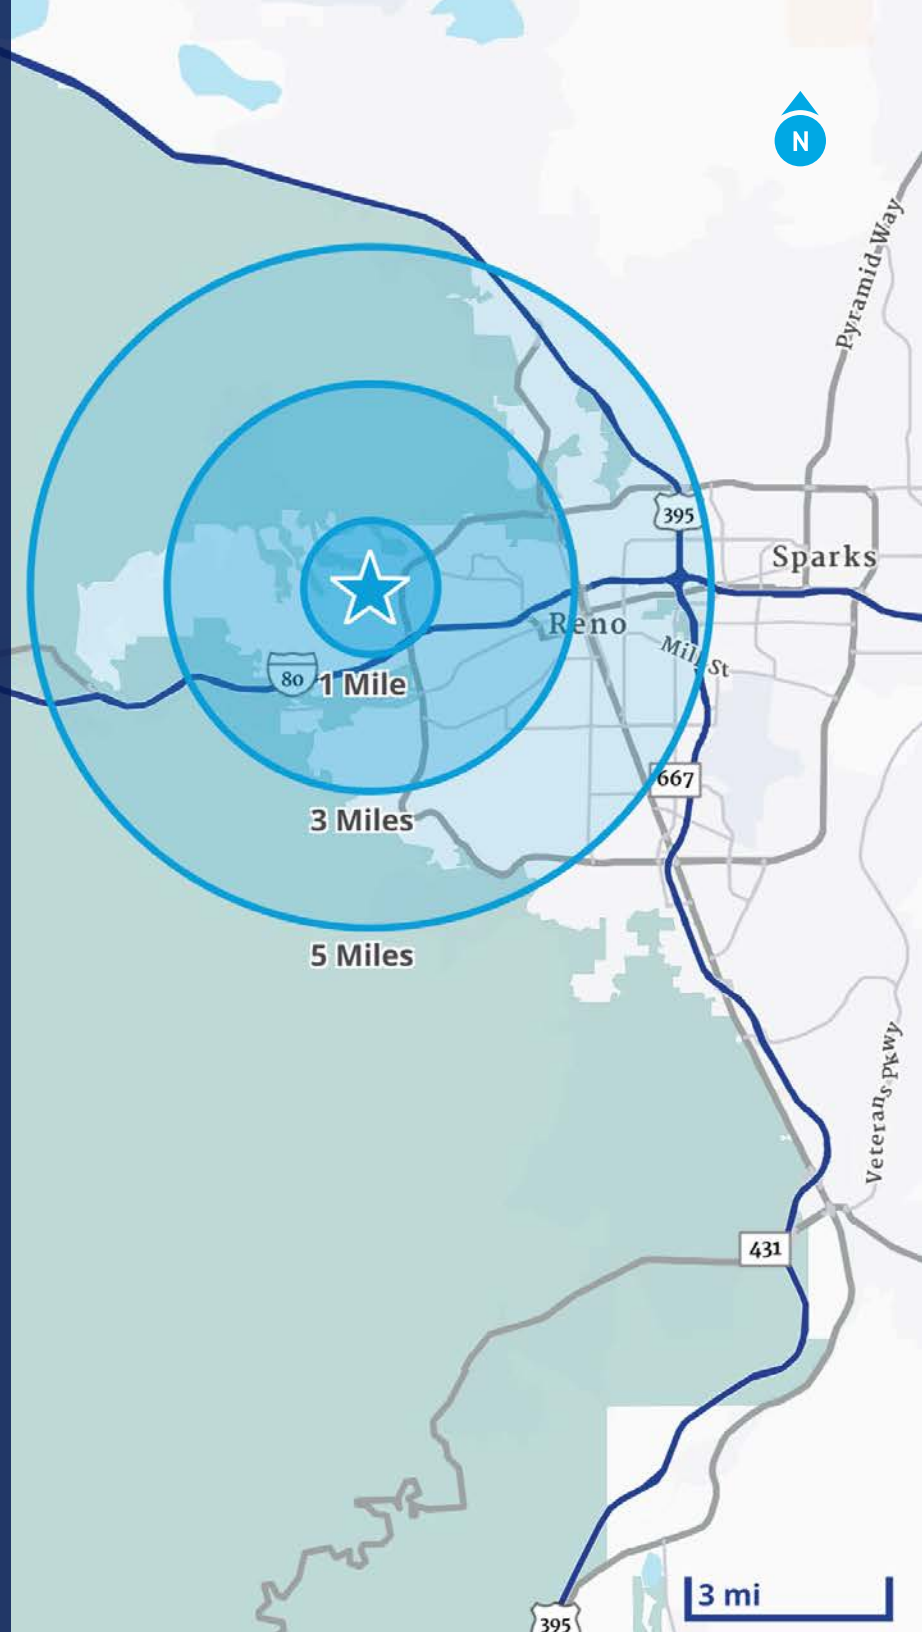 N
Pyramid Way
395
Sparks
Reno
Mill St
80
1 Mile
667
3 Miles
5 Miles
Veterans Pkwy
431
3 mi
395